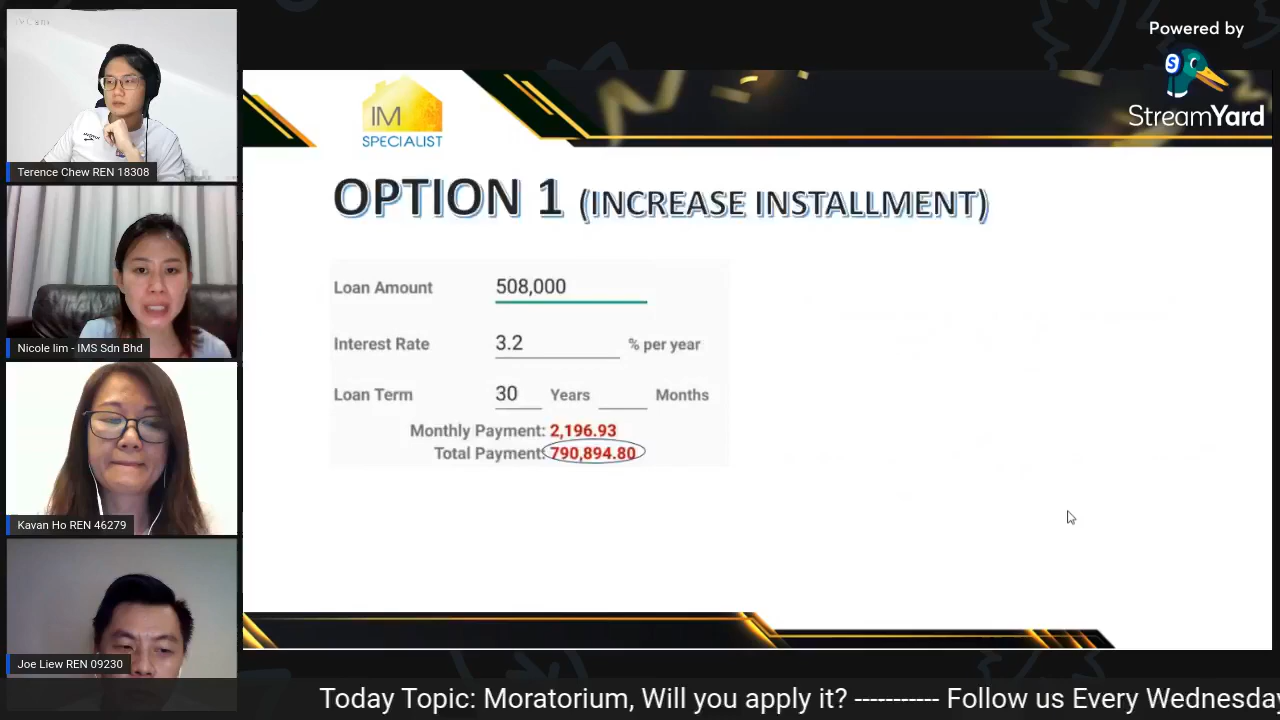 Terence Chew REN 18308
Nicole lim - IMS Sdn Bhd
Kavan Ho REN 46279
Joe Liew REN 09230
Powered by
StreamYard
IM
SPECIALIST
OPTION 1 (INCREASE INSTALLMENT)
Loan Amount 508,000
Interest Rate 3.2 % per year
Loan Term 30 Years Months
Monthly Payment: 2,196.93
Total Payment: 790,894.80
Today Topic: Moratorium, Will you apply it? ----------- Follow us Every Wednesday